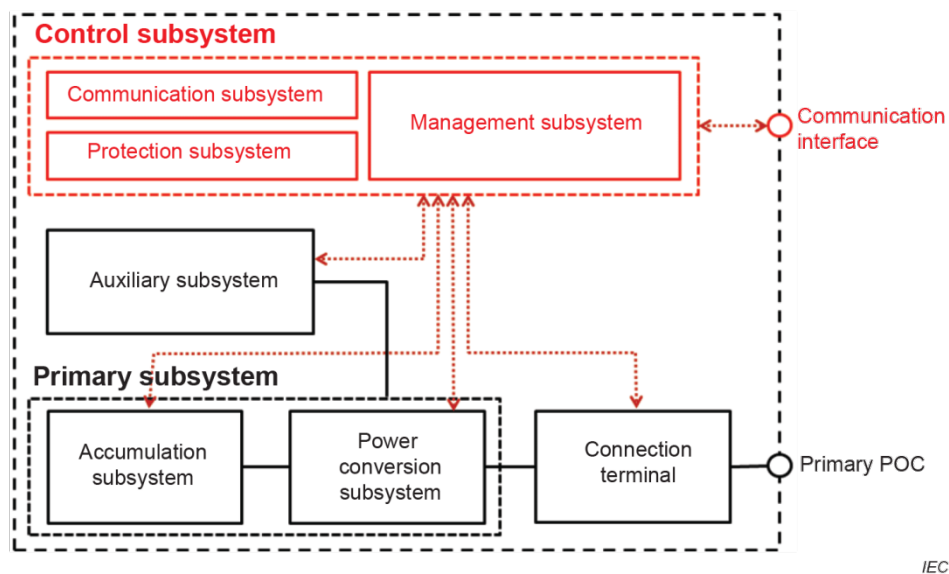 Control subsystem
Communication subsystem
Protection subsystem
Management subsystem
Communication
interface
Auxiliary subsystem
Primary subsystem
Accumulation
subsystem
Power
conversion
subsystem
Connection
terminal
Primary POC
IEC